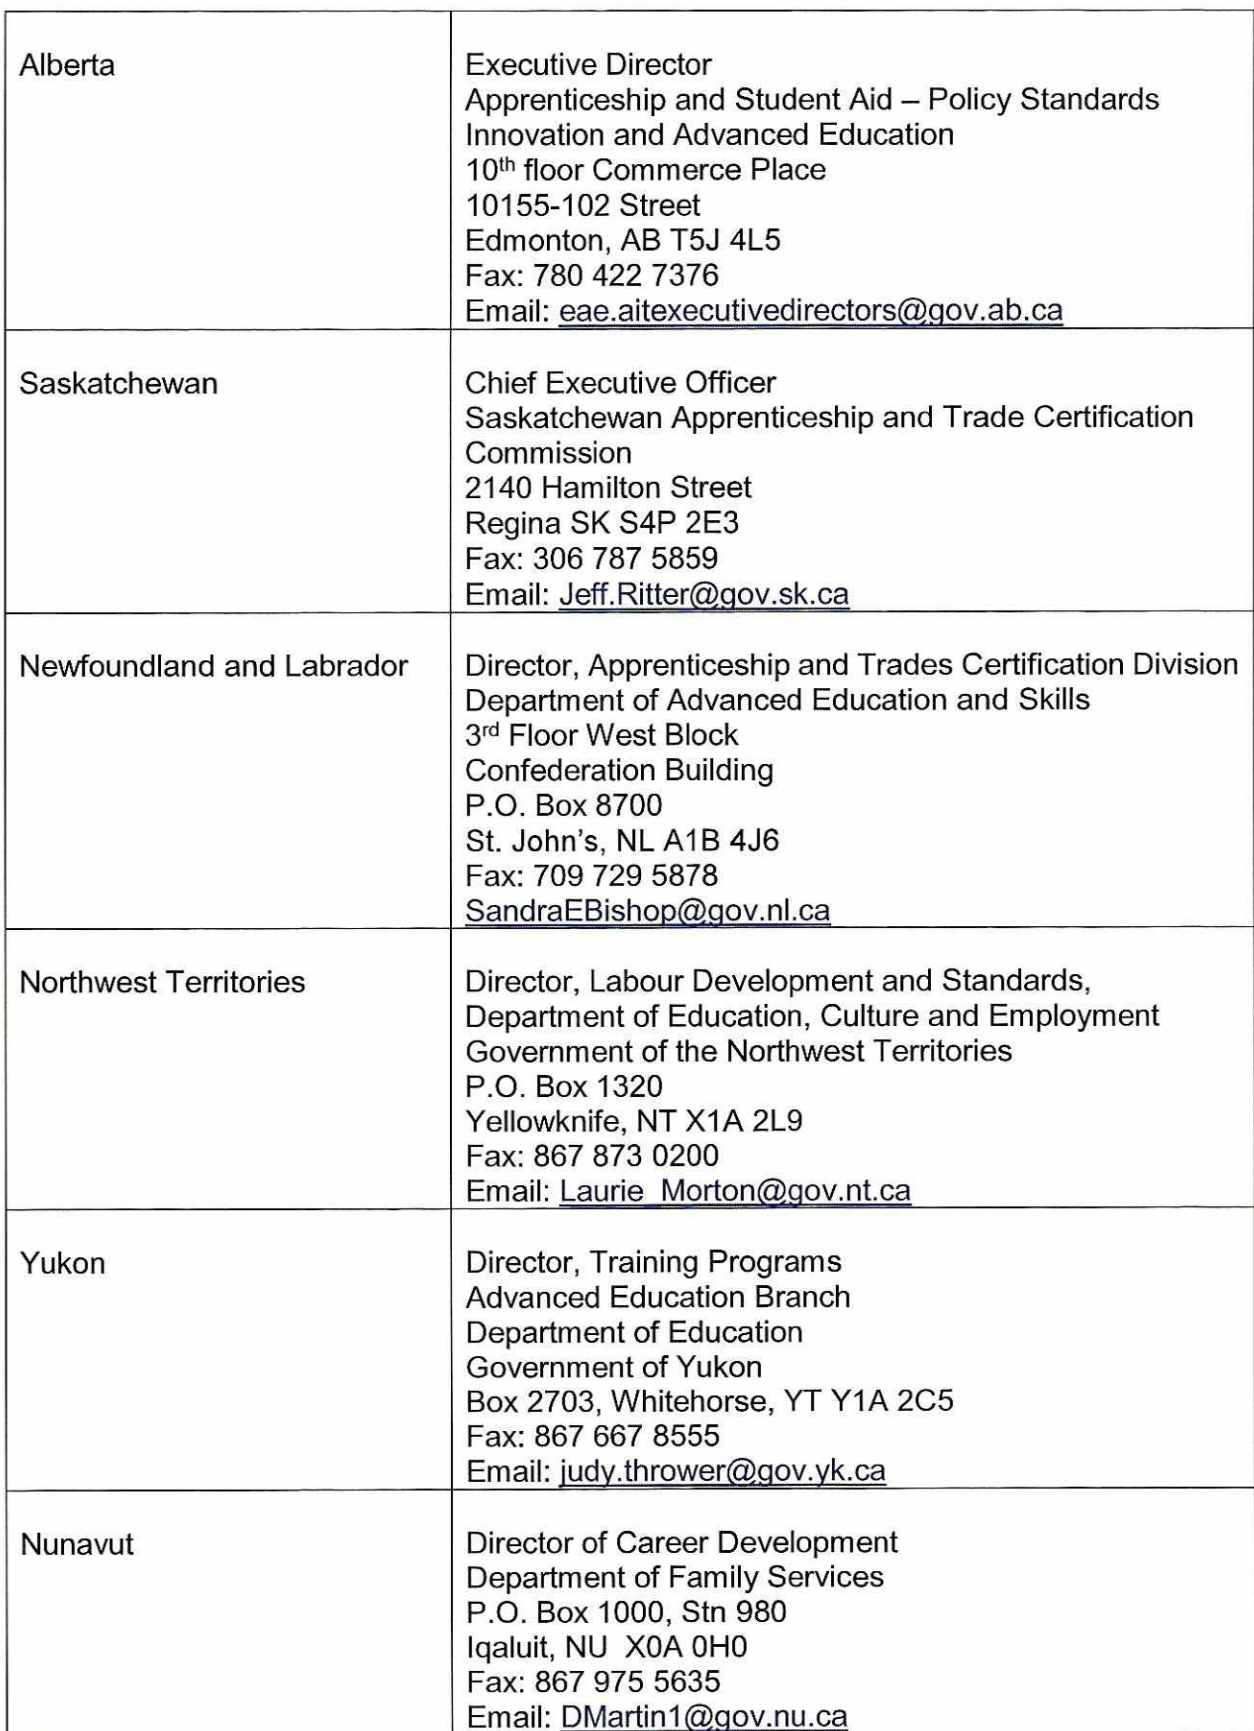 Alberta
Executive Director
Apprenticeship and Student Aid – Policy Standards
Innovation and Advanced Education
10th floor Commerce Place
10155-102 Street
Edmonton, AB T5J 4L5
Fax: 780 422 7376
Email: eae.aitexecutivedirectors@gov.ab.ca
Saskatchewan
Chief Executive Officer
Saskatchewan Apprenticeship and Trade Certification
Commission
2140 Hamilton Street
Regina SK S4P 2E3
Fax: 306 787 5859
Email: Jeff.Ritter@gov.sk.ca
Newfoundland and Labrador
Director, Apprenticeship and Trades Certification Division
Department of Advanced Education and Skills
3rd Floor West Block
Confederation Building
P.O. Box 8700
St. John's, NL A1B 4J6
Fax: 709 729 5878
SandraEBishop@gov.nl.ca
Northwest Territories
Director, Labour Development and Standards,
Department of Education, Culture and Employment
Government of the Northwest Territories
P.O. Box 1320
Yellowknife, NT X1A 2L9
Fax: 867 873 0200
Email: Laurie_Morton@gov.nt.ca
Yukon
Director, Training Programs
Advanced Education Branch
Department of Education
Government of Yukon
Box 2703, Whitehorse, YT Y1A 2C5
Fax: 867 667 8555
Email: judy.thrower@gov.yk.ca
Nunavut
Director of Career Development
Department of Family Services
P.O. Box 1000, Stn 980
Iqaluit, NU  X0A 0H0
Fax: 867 975 5635
Email: DMartin1@gov.nu.ca